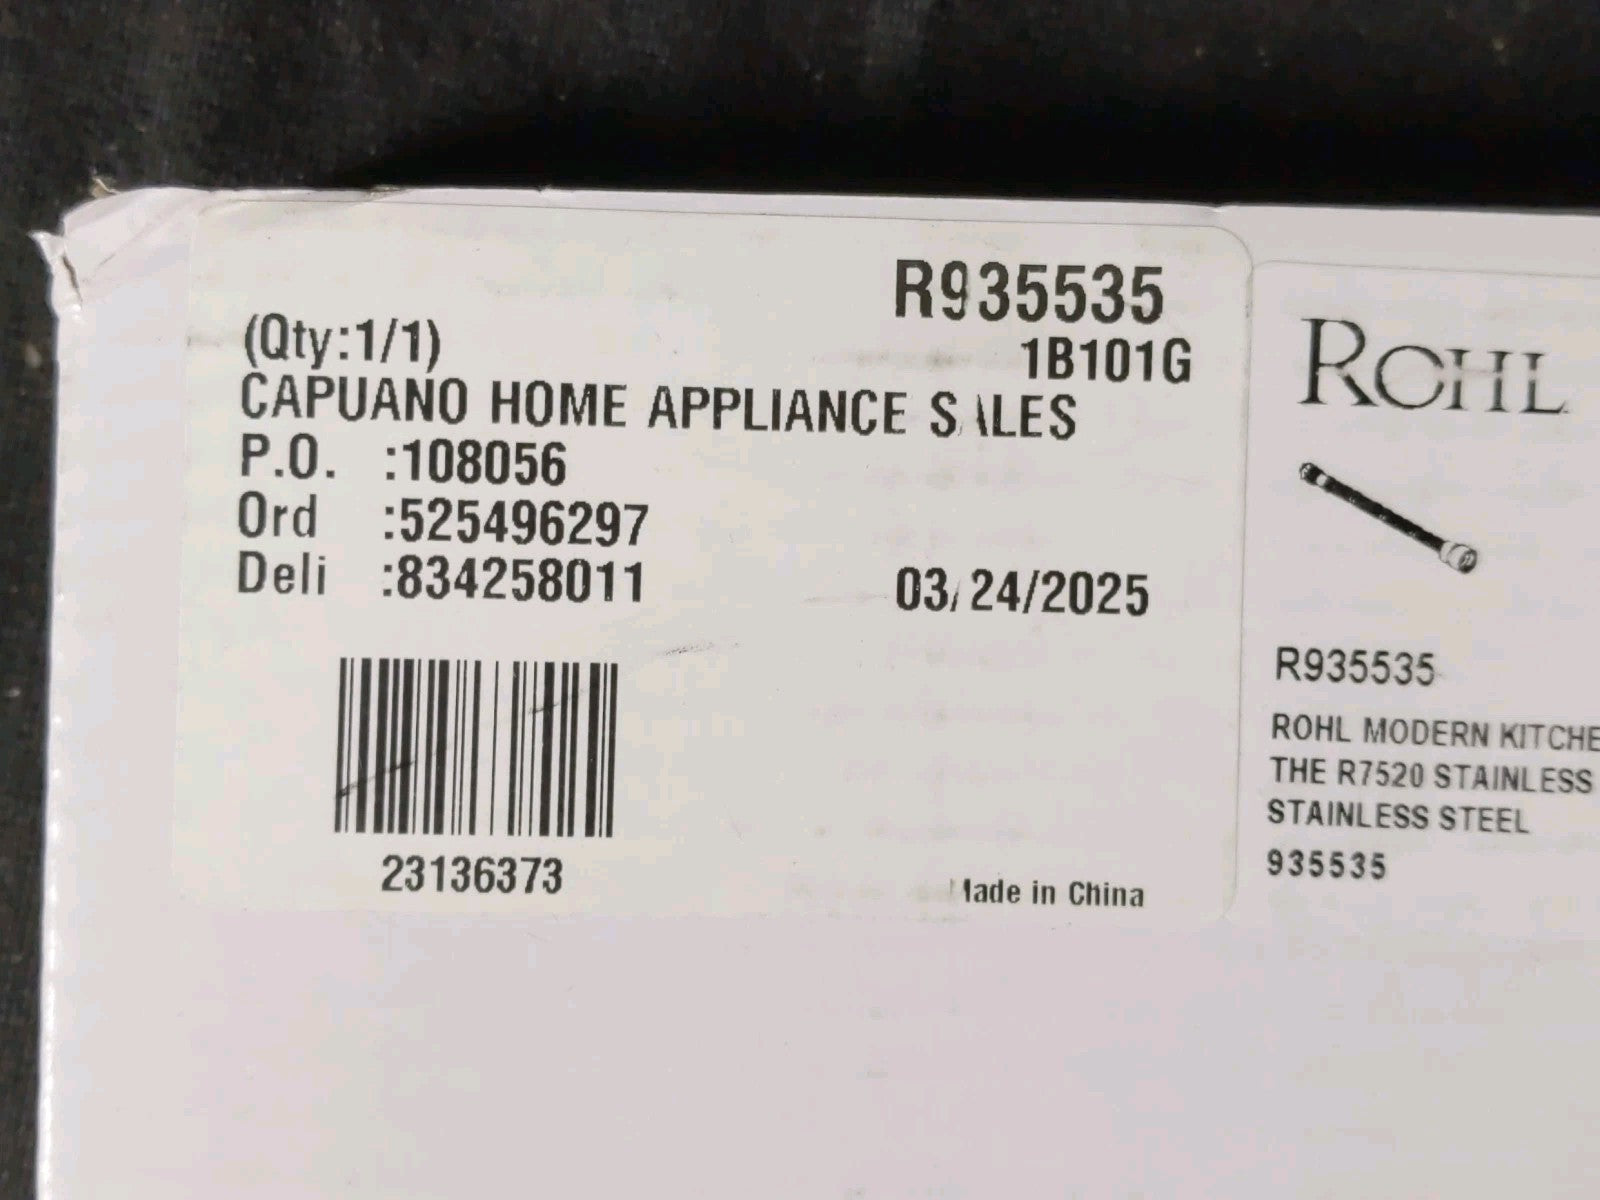 R935535
(Qty:1/1)
1B101G
CAPUANO HOME APPLIANCE SALES
P.O. :108056
Ord :525496297
Deli :834258011
03/24/2025
23136373
Made in China
ROHL
R935535
ROHL MODERN KITCHE
THE R7520 STAINLESS
STAINLESS STEEL
935535